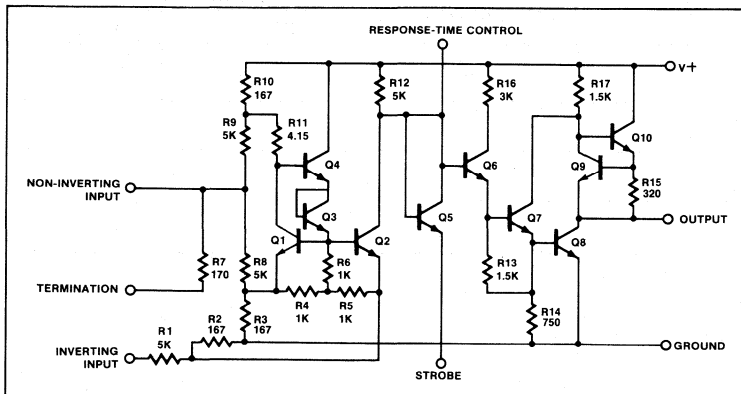 RESPONSE-TIME CONTROL
V+
R10
167
R12
5K
R16
3K
R17
1.5K
R9
5K
R11
4.15
Q4
Q10
Q6
Q9
R15
320
NON-INVERTING
INPUT
Q3
Q5
Q7
OUTPUT
Q1
Q2
Q8
R7
170
R8
5K
R6
1K
R13
1.5K
TERMINATION
R4
1K
R5
1K
R14
750
R1
5K
R2
167
R3
167
INVERTING
INPUT
GROUND
STROBE